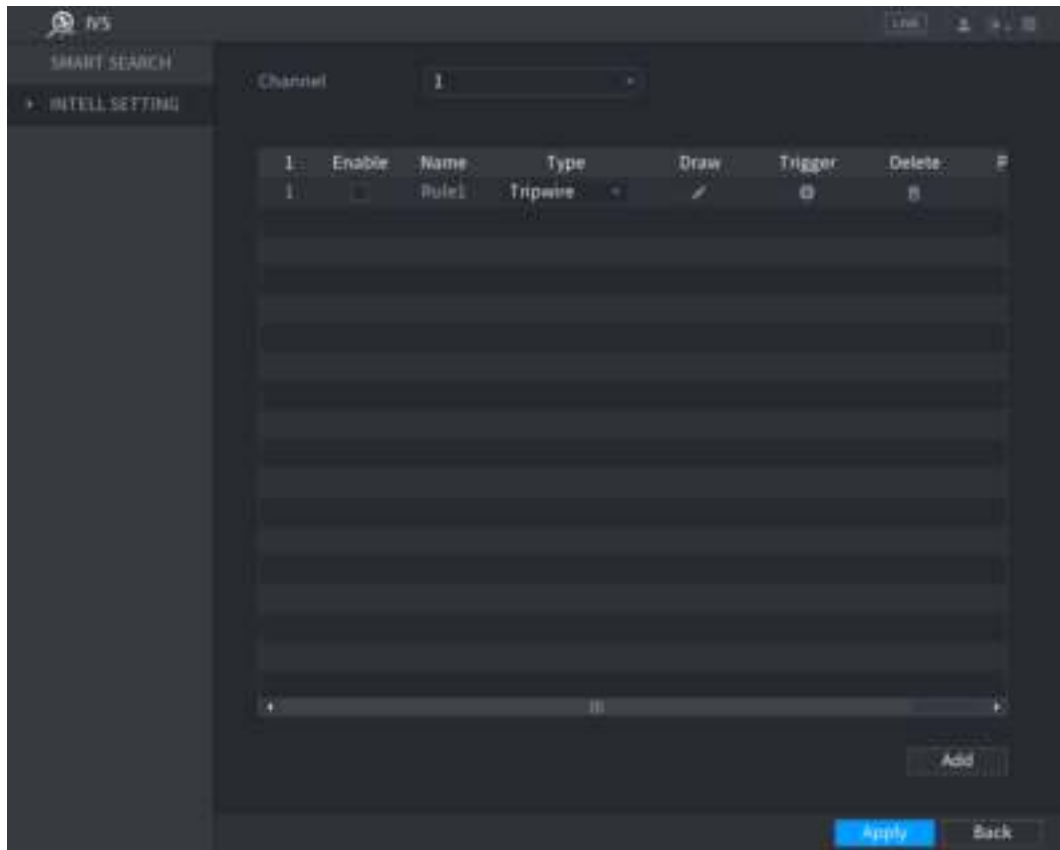 IVS
LIVE
SMART SEARCH
INTELL SETTING
Channel 1
1 Enable Name Type Draw Trigger Delete P
1 Rule1 Tripwire
Add
Apply Back